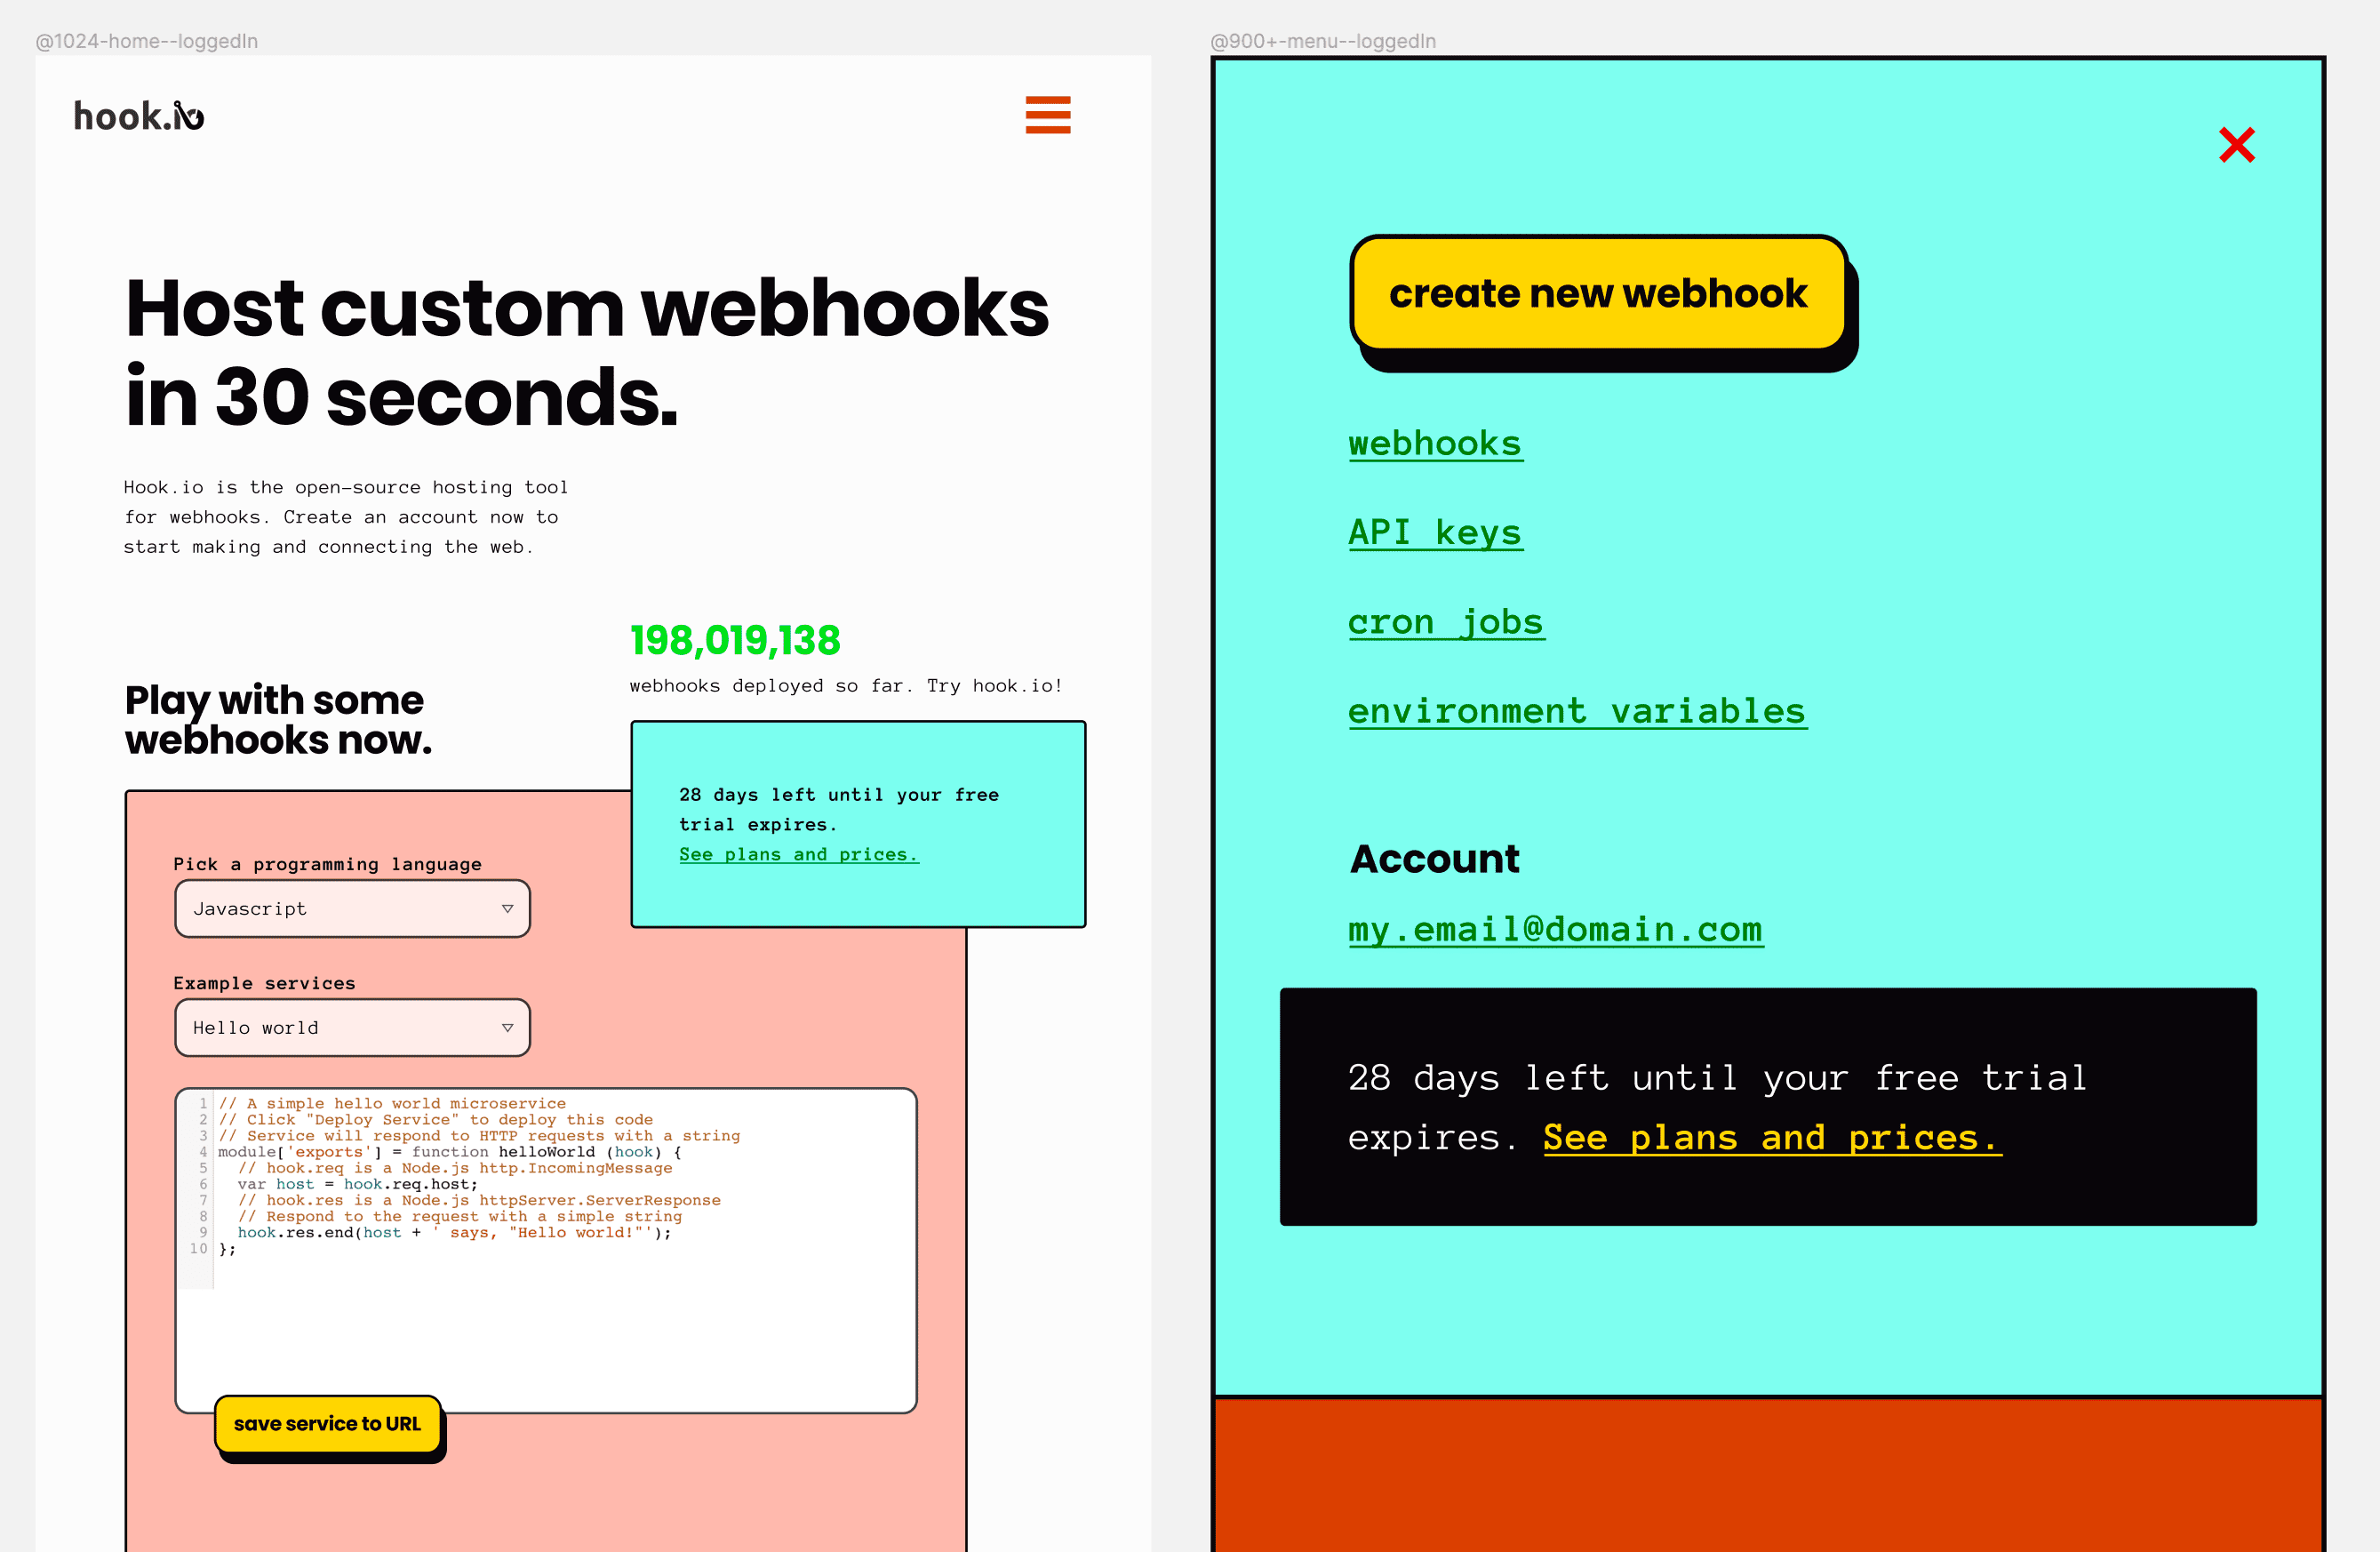 @1024-home--loggedIn
hook.io
Host custom webhooks
in 30 seconds.
Hook.io is the open-source hosting tool
for webhooks. Create an account now to
start making and connecting the web.
198,019,138
webhooks deployed so far. Try hook.io!
Play with some
webhooks now.
28 days left until your free
trial expires.
See plans and prices.
Pick a programming language
Javascript
Example services
Hello world
1 // A simple hello world microservice
2 // Click "Deploy Service" to deploy this code
3 // Service will respond to HTTP requests with a string
4 module['exports'] = function helloWorld (hook) {
5   // hook.req is a Node.js http.IncomingMessage
6   var host = hook.req.host;
7   // hook.res is a Node.js httpServer.ServerResponse
8   // Respond to the request with a simple string
9   hook.res.end(host + ' says, "Hello world!"');
10 };
save service to URL
@900+-menu--loggedIn
create new webhook
webhooks
API keys
cron jobs
environment variables
Account
my.email@domain.com
28 days left until your free trial
expires. See plans and prices.